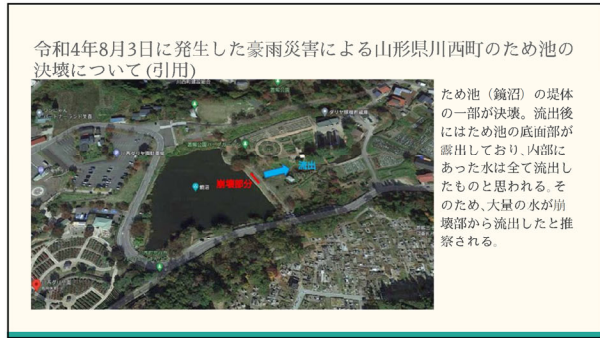 令和4年8月3日に発生した豪雨災害による山形県川西町のため池の
決壊について(引用)
ため池（鏡沼）の堤体
の一部が決壊。流出後
にはため池の底面部が
露出しており、内部に
あった水は全て流出し
たものと思われる。そ
のため、大量の水が崩
壊部から流出したと推
察される。
流出
崩壊部分
鏡沼